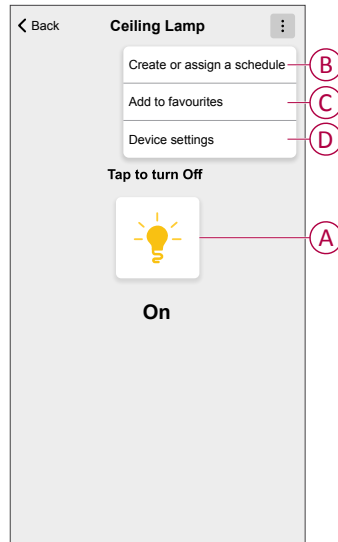 Back Ceiling Lamp
Create or assign a schedule B
Add to favourites C
Device settings D
Tap to turn Off
A
On